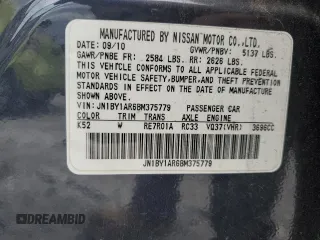 MANUFACTURED BY NISSAN MOTOR CO.,LTD.
DATE: 09/10 GVWR/PNBV: 5137 LBS.
GAWR/PNBE FR: 2584 LBS. RR: 2628 LBS.
THIS VEHICLE CONFORMS TO ALL APPLICABLE
FEDERAL MOTOR VEHICLE SAFETY,BUMPER,AND THEFT PREVENTION
STANDARDS IN EFFECT ON THE DATE OF
MANUFACTURE SHOWN ABOVE.
VIN: JN1BY1AR6BM375779 PASSENGER CAR
COLOR TRIM TRANS AXLE ENGINE
K52 W RE7R01A RC33 VQ37(VHR) 3696CC
JN1BY1AR6BM375779
@ DREAMBID